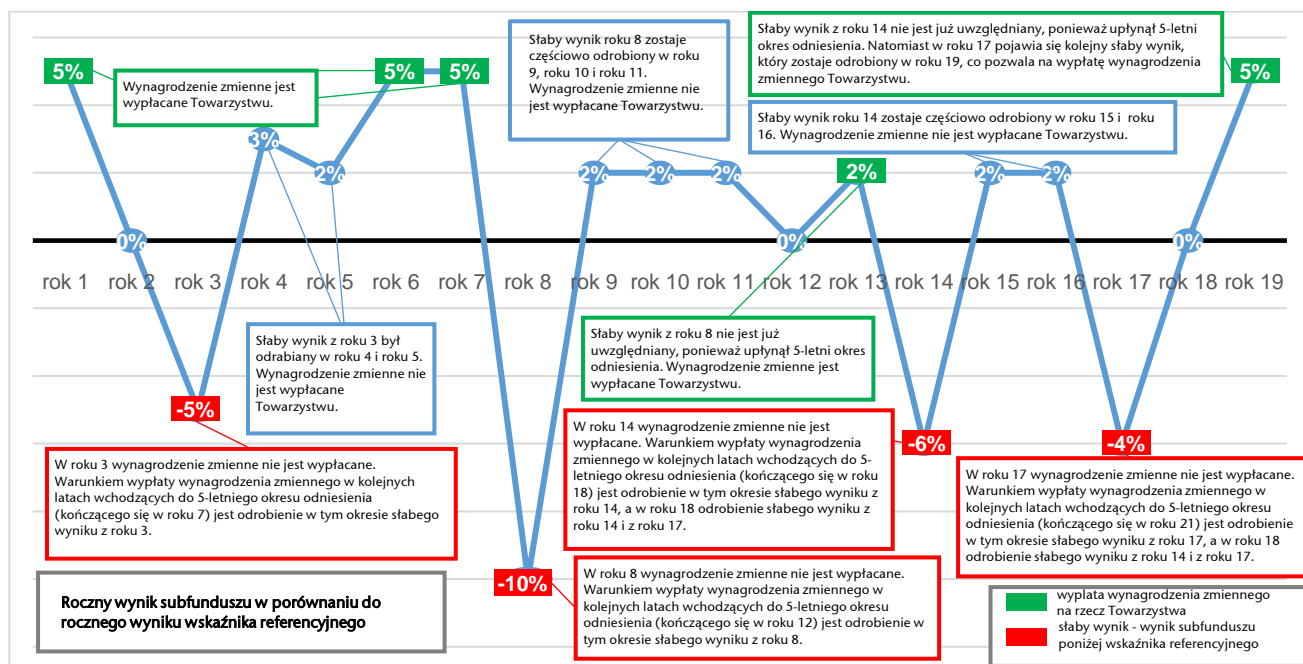 Słaby wynik roku 8 zostaje
częściowo odrobiony w roku
9, roku 10 i roku 11.
Wynagrodzenie zmienne nie
jest wypłacane Towarzystwu.
Słaby wynik z roku 14 nie jest już uwzględniany, ponieważ upłynął 5-letni
okres odniesienia. Natomiast w roku 17 pojawia się kolejny słaby wynik,
który zostaje odrobiony w roku 19, co pozwala na wypłatę wynagrodzenia
zmiennego Towarzystwu.
Wynagrodzenie zmienne jest
wypłacane Towarzystwu.
Słaby wynik roku 14 zostaje częściowo odrobiony w roku 15 i roku
16. Wynagrodzenie zmienne nie jest wypłacane Towarzystwu.
5%
0%
-5%
3%
2%
5%
5%
-10%
2%
2%
2%
0%
2%
-6%
2%
2%
-4%
0%
5%
rok 1
rok 2
rok 3
rok 4
rok 5
rok 6
rok 7
rok 8
rok 9
rok 10
rok 11
rok 12
rok 13
rok 14
rok 15
rok 16
rok 17
rok 18
rok 19
Słaby wynik z roku 3 był
odrabiany w roku 4 i roku 5.
Wynagrodzenie zmienne nie
jest wypłacane
Towarzystwu.
Słaby wynik z roku 8 nie jest już
uwzględniany, ponieważ upłynął 5-letni okres
odniesienia. Wynagrodzenie zmienne jest
wypłacane Towarzystwu.
W roku 3 wynagrodzenie zmienne nie jest wypłacane.
Warunkiem wypłaty wynagrodzenia zmiennego w kolejnych
latach wchodzących do 5-letniego okresu odniesienia
(kończącego się w roku 7) jest odrobienie w tym okresie słabego
wyniku z roku 3.
W roku 14 wynagrodzenie zmienne nie jest
wypłacane. Warunkiem wypłaty wynagrodzenia
zmiennego w kolejnych latach wchodzących do 5-
letniego okresu odniesienia (kończącego się w roku
18) jest odrobienie w tym okresie słabego wyniku z
roku 14, a w roku 18 odrobienie słabego wyniku z
roku 14 i z roku 17.
W roku 17 wynagrodzenie zmienne nie jest wypłacane.
Warunkiem wypłaty wynagrodzenia zmiennego w
kolejnych latach wchodzących do 5-letniego okresu
odniesienia (kończącego się w roku 21) jest odrobienie
w tym okresie słabego wyniku z roku 17, a w roku 18
odrobienie słabego wyniku z roku 14 i z roku 17.
W roku 8 wynagrodzenie zmienne nie jest wypłacane.
Warunkiem wypłaty wynagrodzenia zmiennego w
kolejnych latach wchodzących do 5-letniego okresu
odniesienia (kończącego się w roku 12) jest odrobienie w
tym okresie słabego wyniku z roku 8.
Roczny wynik subfunduszu w porównaniu do
rocznego wyniku wskaźnika referencyjnego
wypłata wynagrodzenia zmiennego
na rzecz Towarzystwa
słaby wynik - wynik subfunduszu
poniżej wskaźnika referencyjnego